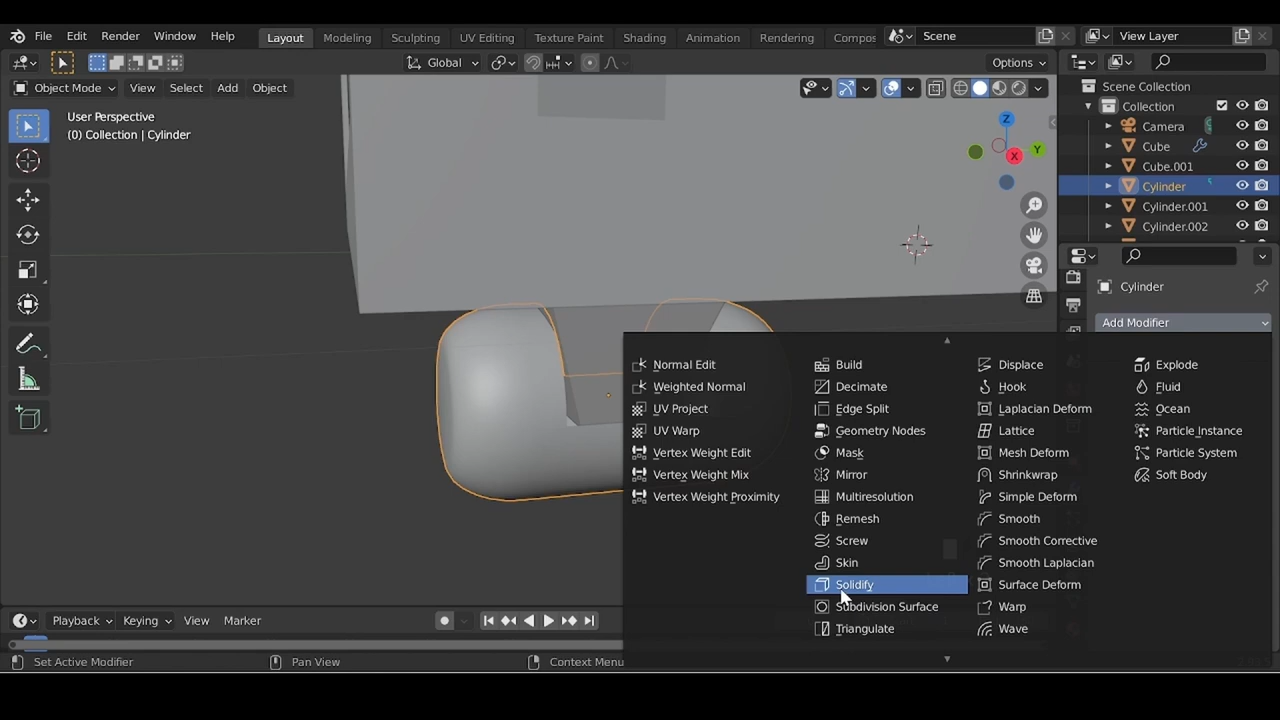 File Edit Render Window Help Layout Modeling Sculpting UV Editing Texture Paint Shading Animation Rendering Compos Scene View Layer
Global Options
Object Mode View Select Add Object
User Perspective
(0) Collection | Cylinder
Z
X
Y
Scene Collection
Collection
Camera
Cube
Cube.001
Cylinder
Cylinder.001
Cylinder.002
Cylinder
Add Modifier
Normal Edit
Weighted Normal
UV Project
UV Warp
Vertex Weight Edit
Vertex Weight Mix
Vertex Weight Proximity
Build
Decimate
Edge Split
Geometry Nodes
Mask
Mirror
Multiresolution
Remesh
Screw
Skin
Solidify
Subdivision Surface
Triangulate
Displace
Hook
Laplacian Deform
Lattice
Mesh Deform
Shrinkwrap
Simple Deform
Smooth
Smooth Corrective
Smooth Laplacian
Surface Deform
Warp
Wave
Explode
Fluid
Ocean
Particle Instance
Particle System
Soft Body
Playback Keying View Marker
Set Active Modifier Pan View Context Menu